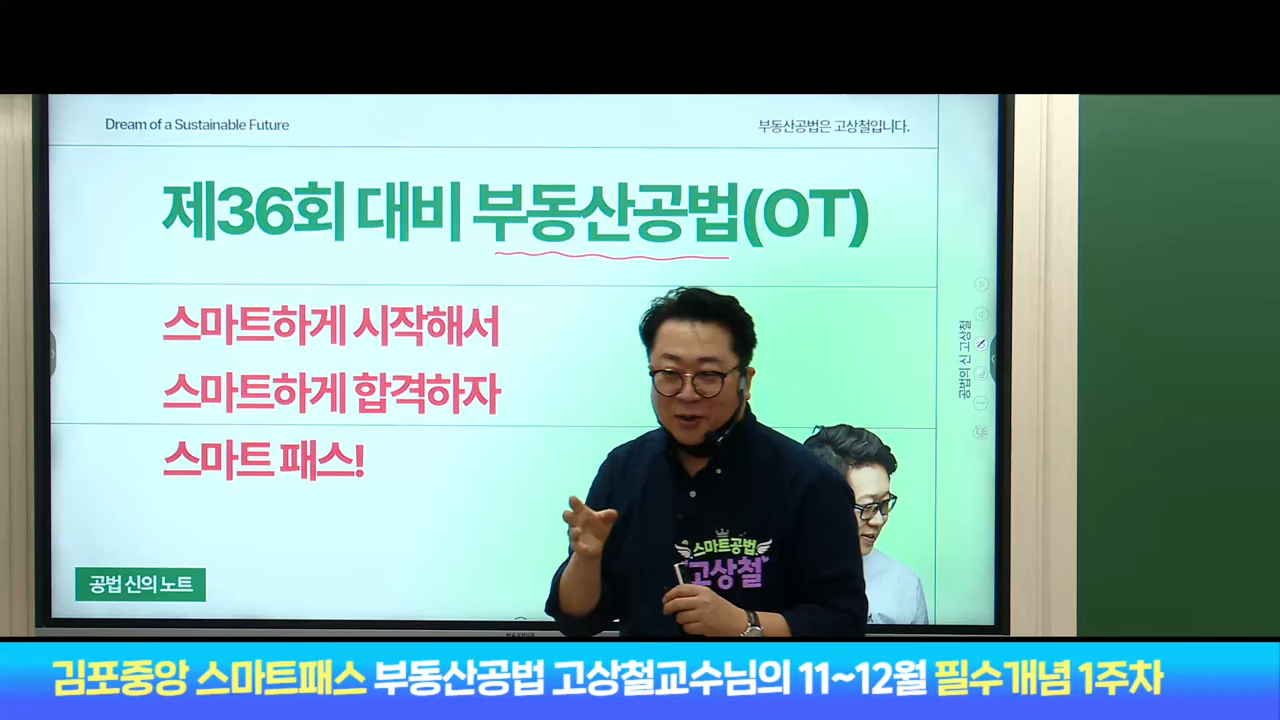 Dream of a Sustainable Future
부동산공법은 고상철입니다.
제36회 대비 부동산공법(OT)
스마트하게 시작해서
스마트하게 합격하자
스마트 패스!
공법의 신 고상철
스마트공법
고상철
공법 신의 노트
김포중앙 스마트패스 부동산공법 고상철교수님의 11~12월 필수개념 1주차